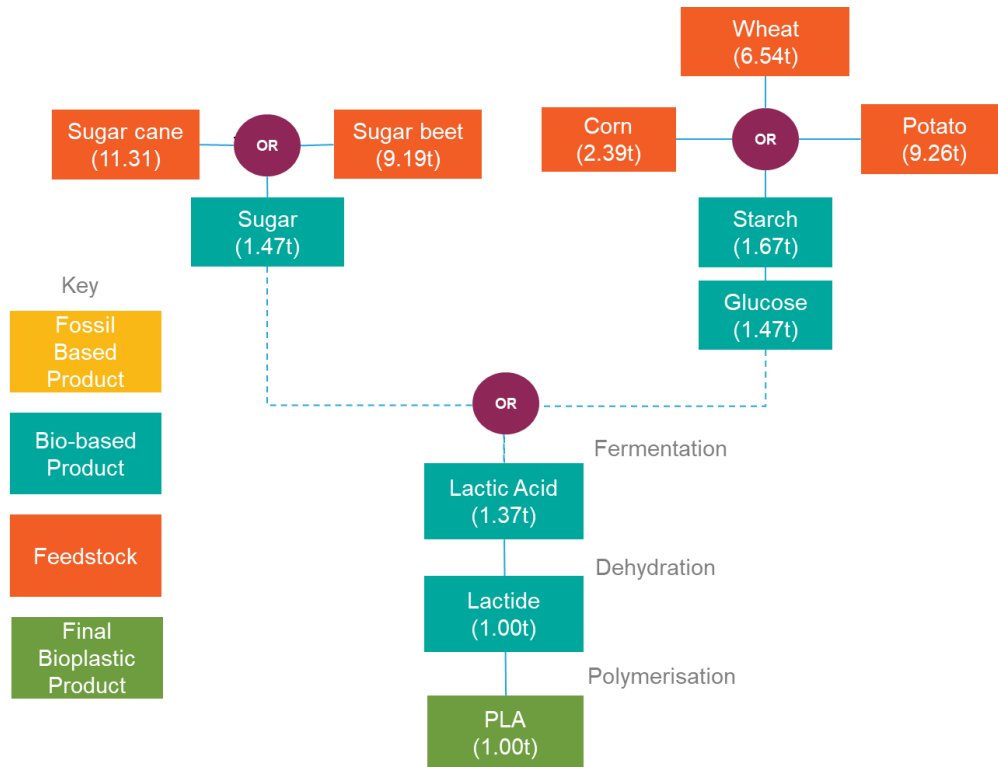 Wheat
(6.54t)
Sugar cane
(11.31)
OR
Sugar beet
(9.19t)
Corn
(2.39t)
OR
Potato
(9.26t)
Sugar
(1.47t)
Starch
(1.67t)
Glucose
(1.47t)
Key
Fossil
Based
Product
Bio-based
Product
Feedstock
Final
Bioplastic
Product
OR
Fermentation
Lactic Acid
(1.37t)
Dehydration
Lactide
(1.00t)
Polymerisation
PLA
(1.00t)